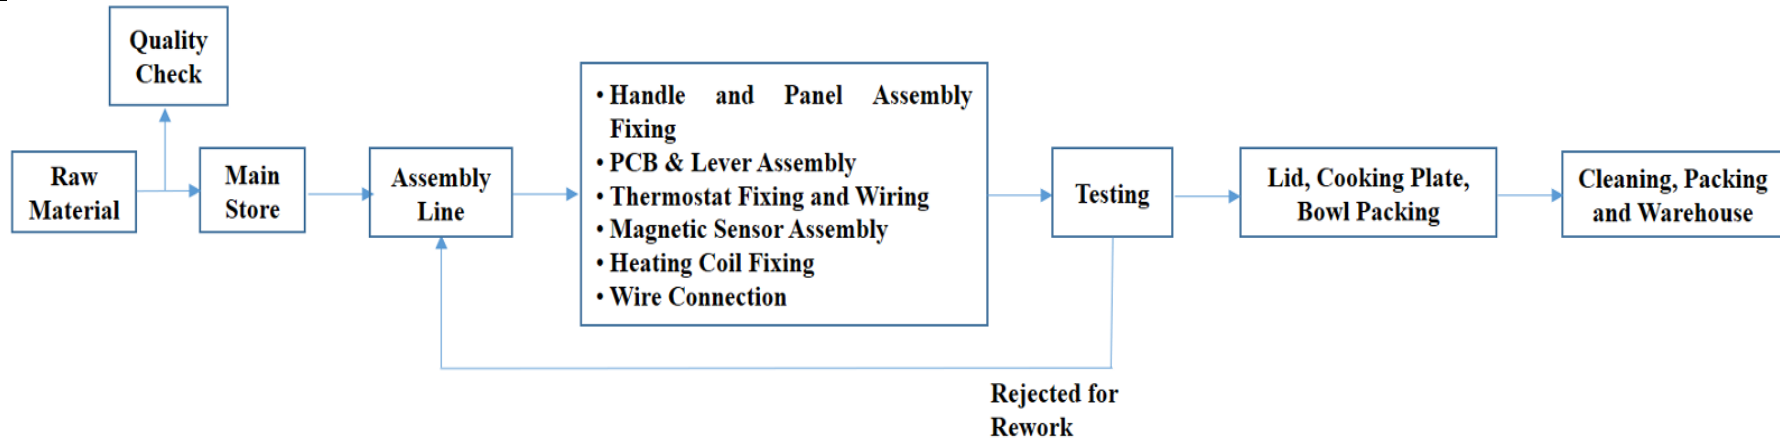 Quality
Check
Raw
Material
Main
Store
Assembly
Line
• Handle and Panel Assembly
Fixing
• PCB & Lever Assembly
• Thermostat Fixing and Wiring
• Magnetic Sensor Assembly
• Heating Coil Fixing
• Wire Connection
Testing
Lid, Cooking Plate,
Bowl Packing
Cleaning, Packing
and Warehouse
Rejected for
Rework